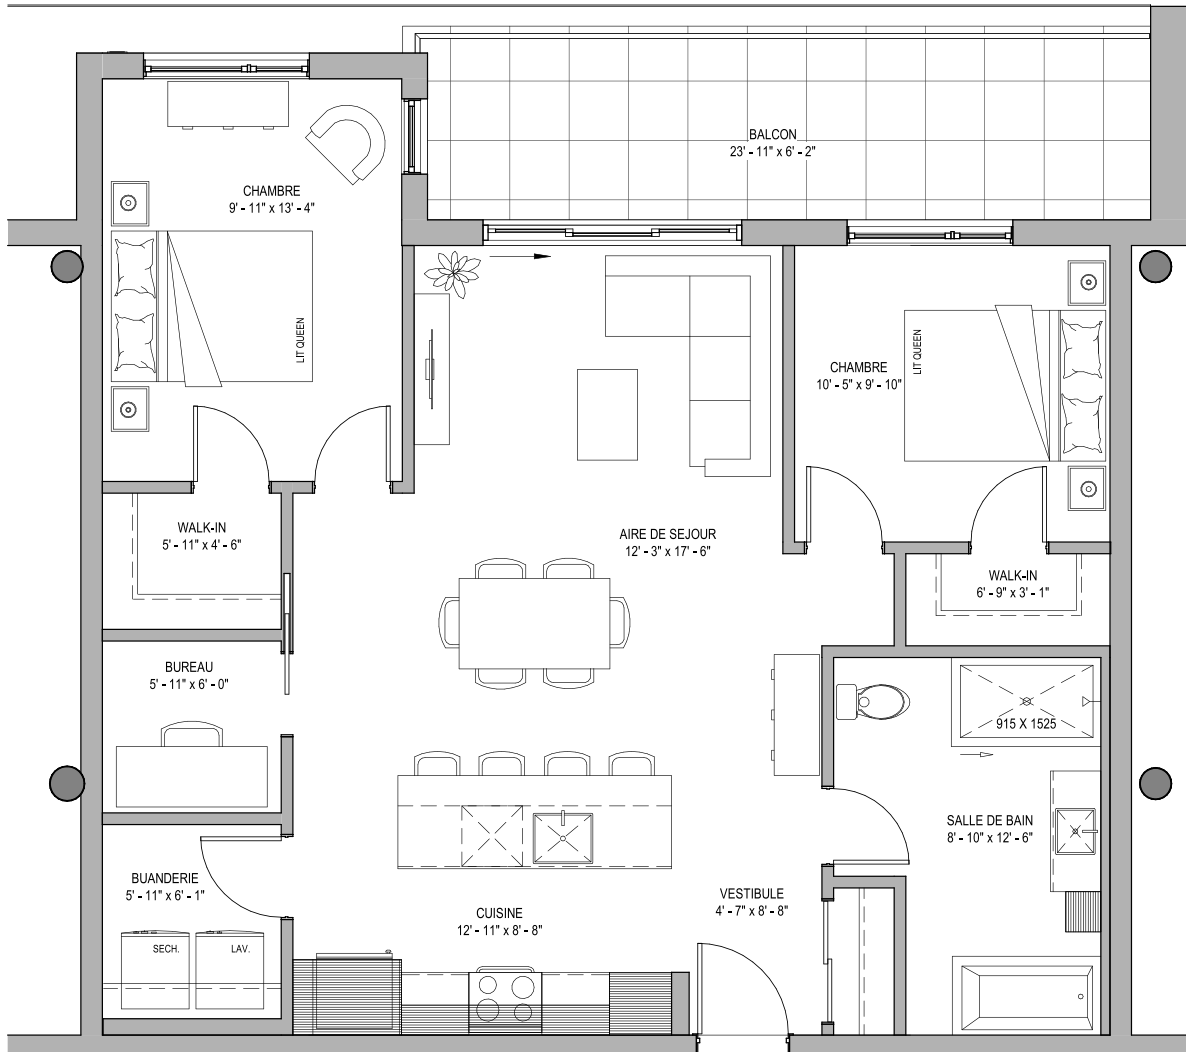 BALCON
23' - 11" x 6' - 2"
CHAMBRE
9' - 11" x 13' - 4"
LIT QUEEN
LIT QUEEN
CHAMBRE
10' - 5" x 9' - 10"
WALK-IN
5' - 11" x 4' - 6"
AIRE DE SEJOUR
12' - 3" x 17' - 6"
WALK-IN
6' - 9" x 3' - 1"
BUREAU
5' - 11" x 6' - 0"
915 X 1525
SALLE DE BAIN
8' - 10" x 12' - 6"
BUANDERIE
5' - 11" x 6' - 1"
VESTIBULE
4' - 7" x 8' - 8"
CUISINE
12' - 11" x 8' - 8"
SECH.
LAV.